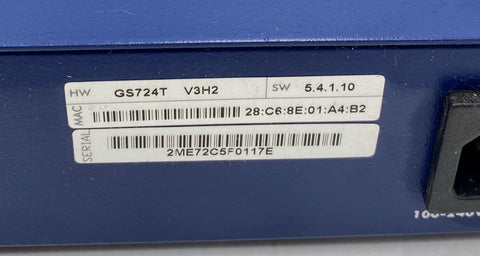 HW GS724T V3H2 SW 5.4.1.10
MAC 28:C6:8E:01:A4:B2
SERIAL 2ME72C5F0117E